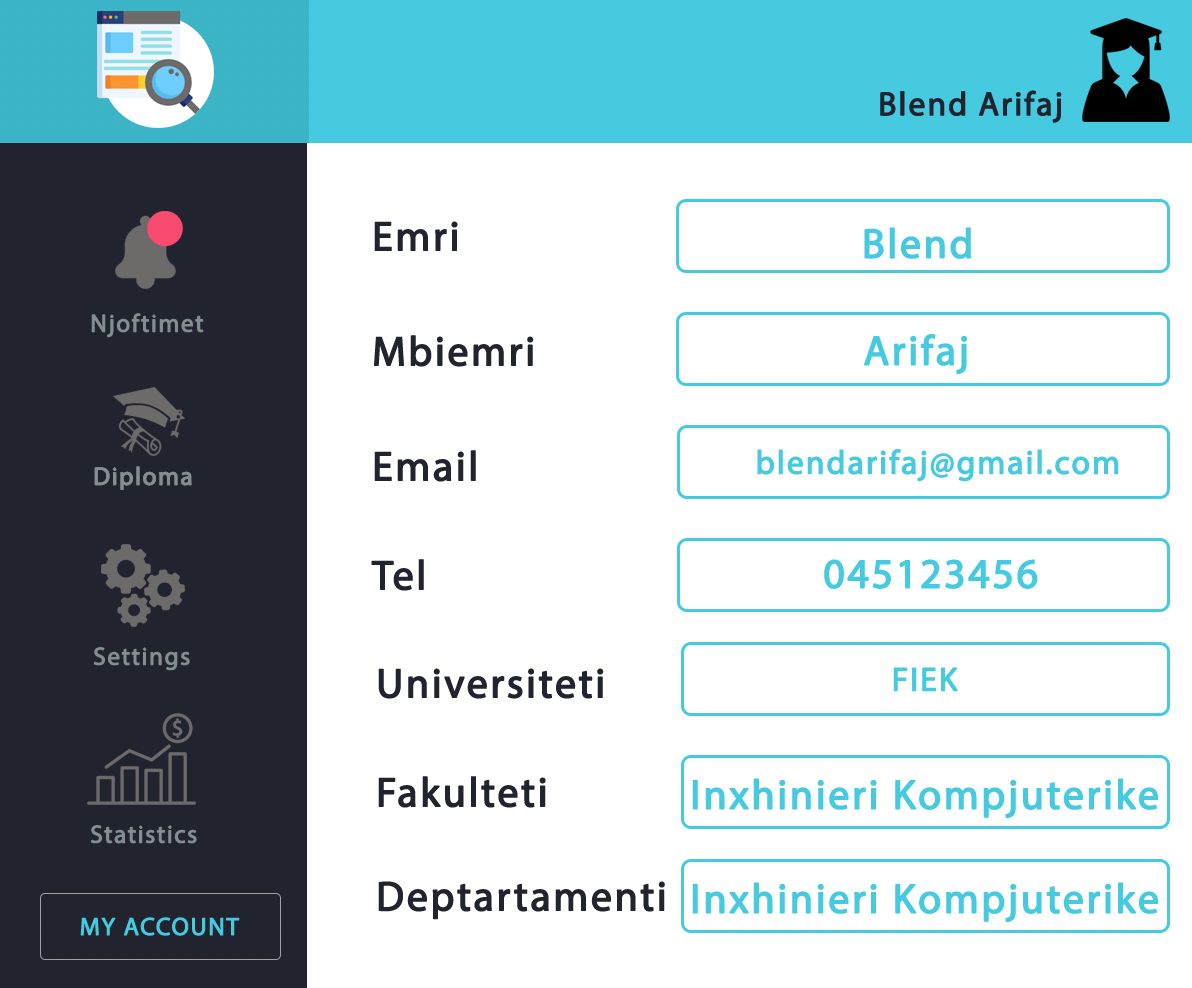 Blend Arifaj
Njoftimet
Diploma
Settings
$
Statistics
MY ACCOUNT
Emri
Blend
Mbiemri
Arifaj
Email
blendarifaj@gmail.com
Tel
045123456
Universiteti
FIEK
Fakulteti
Inxhinieri Kompjuterike
Deptartamenti
Inxhinieri Kompjuterike